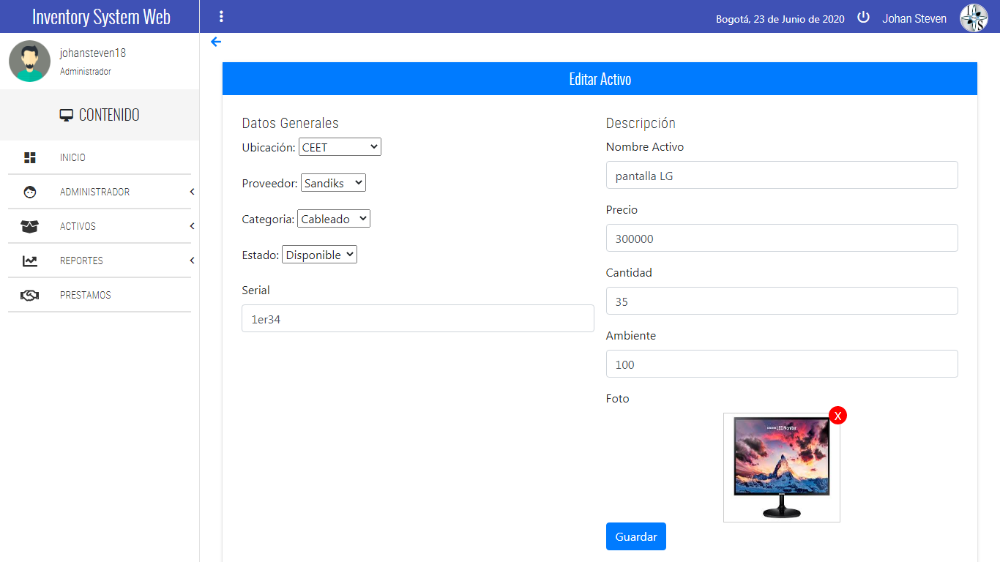 Inventory System Web
Bogotá, 23 de Junio de 2020
Johan Steven
johansteven18
Administrador
CONTENIDO
INICIO
ADMINISTRADOR
ACTIVOS
REPORTES
PRESTAMOS
Editar Activo
Datos Generales
Ubicación: CEET
Proveedor: Sandiks
Categoria: Cableado
Estado: Disponible
Serial
1er34
Descripción
Nombre Activo
pantalla LG
Precio
300000
Cantidad
35
Ambiente
100
Foto
X
LED Monitor
Guardar